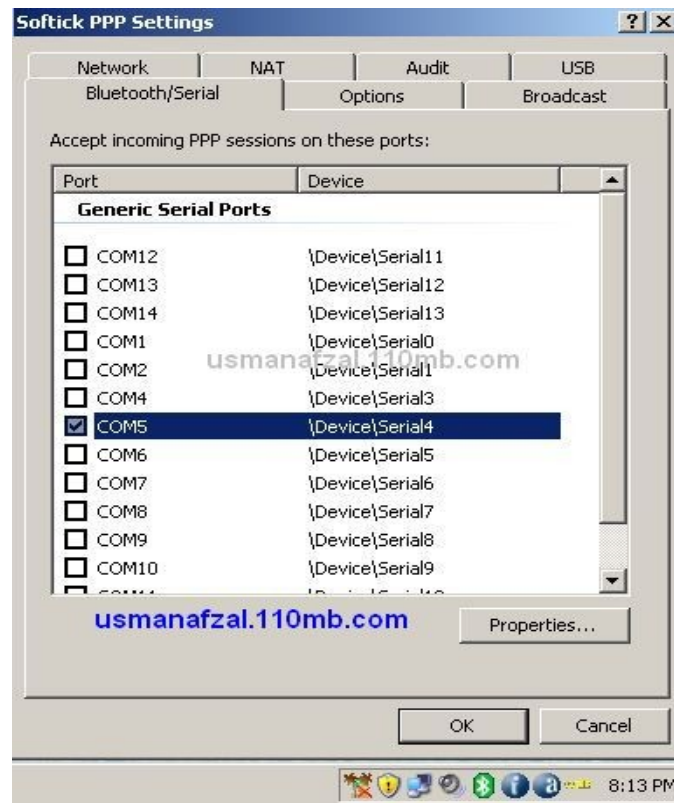 Softick PPP Settings
Network NAT Audit USB
Bluetooth/Serial Options Broadcast
Accept incoming PPP sessions on these ports:
Port Device
Generic Serial Ports
COM12 \Device\Serial11
COM13 \Device\Serial12
COM14 \Device\Serial13
COM1 \Device\Serial0
COM2 \Device\Serial1
usmanafzal.110mb.com
COM4 \Device\Serial3
COM5 \Device\Serial4
COM6 \Device\Serial5
COM7 \Device\Serial6
COM8 \Device\Serial7
COM9 \Device\Serial8
COM10 \Device\Serial9
usmanafzal.110mb.com
Properties...
OK Cancel
8:13 PM